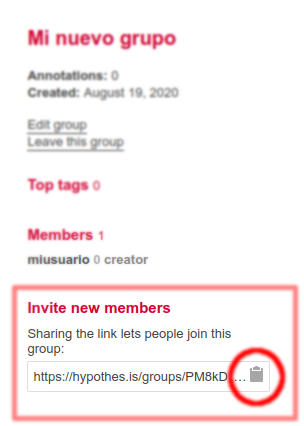 Mi nuevo grupo
Annotations: 0
Created: August 19, 2020
Edit group
Leave this group
Top tags 0
Members 1
miusuario 0 creator
Invite new members
Sharing the link lets people join this
group:
https://hypothes.is/groups/PM8kD...